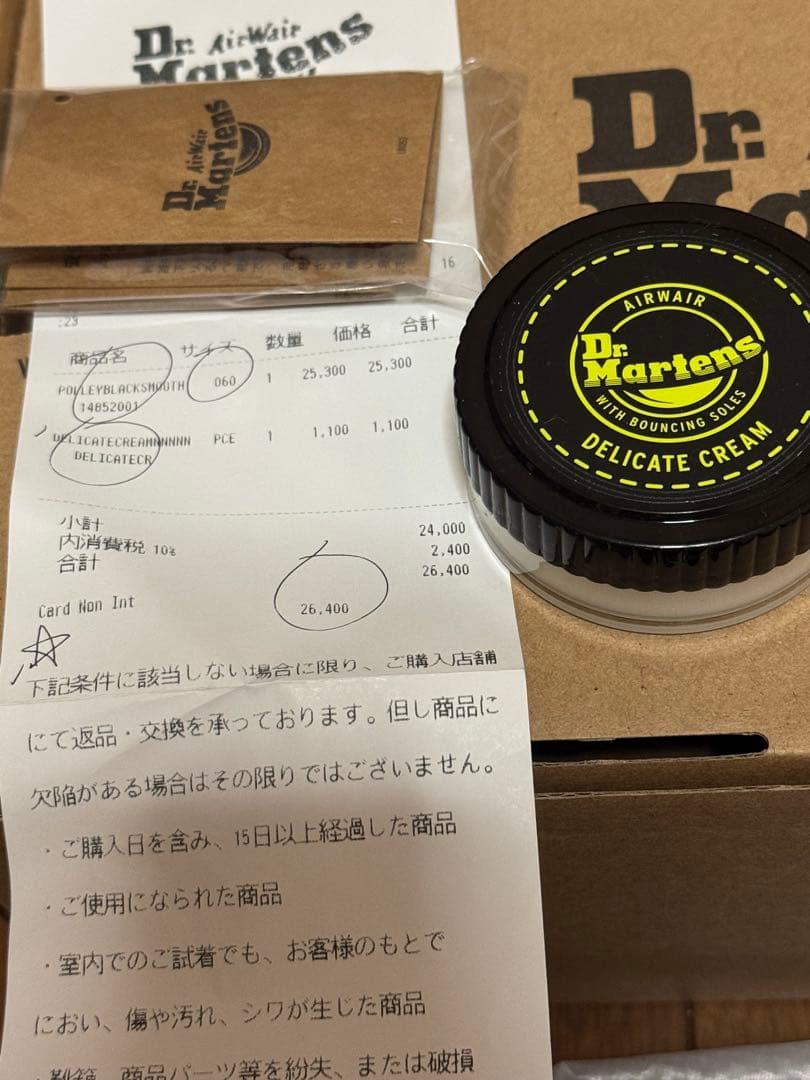 Dr. AirWair
Martens
Dr. AirWair
Martens
Dr.
16
:23
商品名 サイズ 数量 価格 合計
POLLEYBLACKSMOOTH 060 1 25,300 25,300
14852001
DELICATECREAMNNNNNN PCE 1 1,100 1,100
DELICATECR
小計 24,000
内消費税 10% 2,400
合計 26,400
Card Non Int 26,400
下記条件に該当しない場合に限り、ご購入店舗
にて返品・交換を承っております。但し商品に
欠陥がある場合はその限りではございません。
・ご購入日を含み、15日以上経過した商品
・ご使用になられた商品
・室内でのご試着でも、お客様のもとで
におい、傷や汚れ、シワが生じた商品
・靴箱、商品パーツ等を紛失、または破損
AIRWAIR
Dr.
Martens
WITH BOUNCING SOLES
DELICATE CREAM